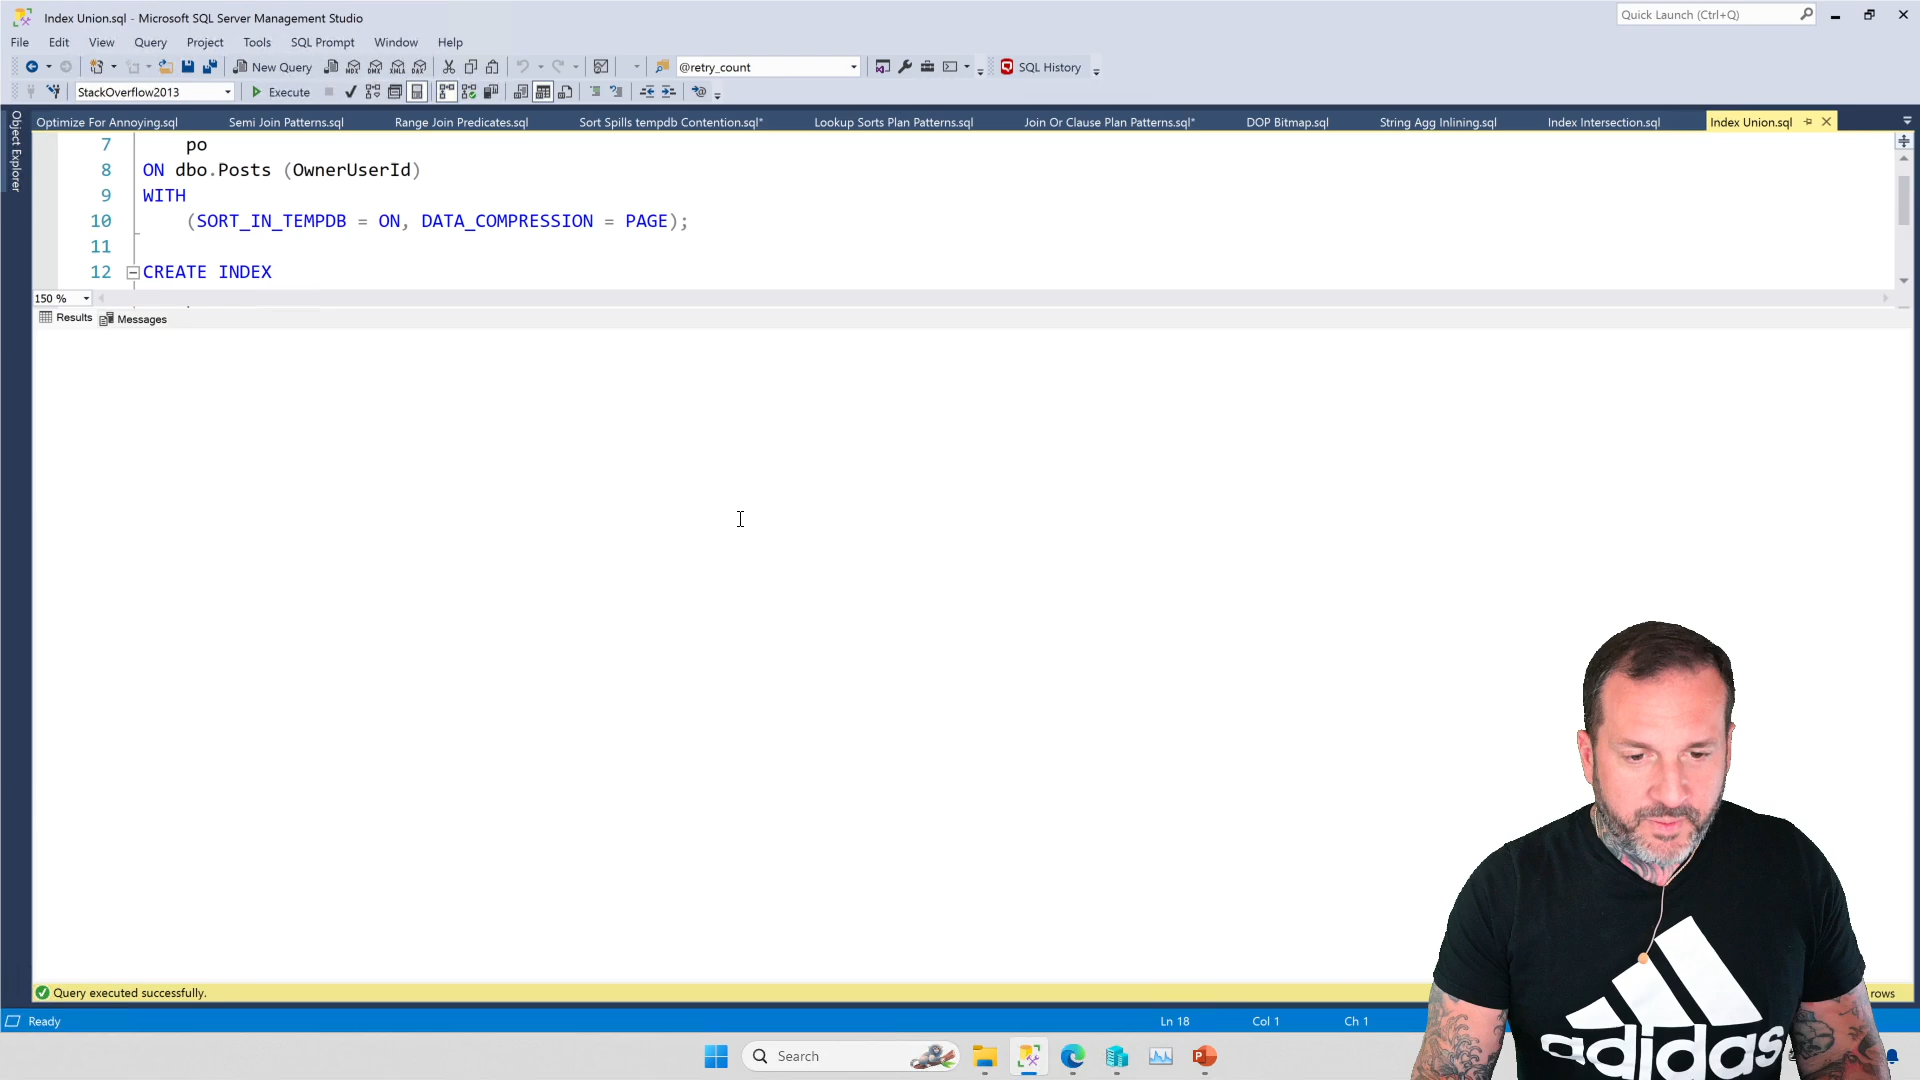 Index Union.sql - Microsoft SQL Server Management Studio
Quick Launch (Ctrl+Q)
File Edit View Query Project Tools SQL Prompt Window Help
New Query
MDX DMX XMLA DAX
@retry_count
SQL History
StackOverflow2013
Execute
Object Explorer
Optimize For Annoying.sql
Semi Join Patterns.sql
Range Join Predicates.sql
Sort Spills tempdb Contention.sql*
Lookup Sorts Plan Patterns.sql
Join Or Clause Plan Patterns.sql*
DOP Bitmap.sql
String Agg Inlining.sql
Index Intersection.sql
Index Union.sql
7 po
8 ON dbo.Posts (OwnerUserId)
9 WITH
10 (SORT_IN_TEMPDB = ON, DATA_COMPRESSION = PAGE);
11
12 CREATE INDEX
150 %
Results Messages
Query executed successfully.
rows
Ready
Ln 18 Col 1 Ch 1
Search
adidas